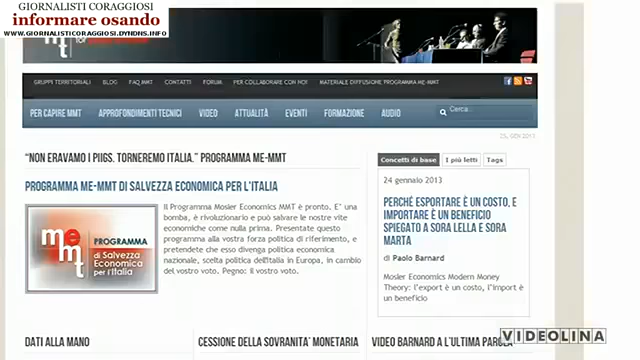 GIORNALISTI CORAGGIOSI
informare osando
www.GIORNALISTICORAGGIOSI.DYNDNS.INFO
GRUPPI TERRITORIALI BLOG FAQ MMT CONTATTI FORUM PER COLLABORARE CON NOI MATERIALE DIFFUSIONE PROGRAMMA ME-MMT
PER CAPIRE MMT APPROFONDIMENTI TECNICI VIDEO ATTUALITÀ EVENTI FORMAZIONE AUDIO Cerca...
25, GEN 2013
"NON ERAVAMO I PIIGS. TORNEREMO ITALIA." PROGRAMMA ME-MMT
Concetti di base I più letti Tags
PROGRAMMA ME-MMT DI SALVEZZA ECONOMICA PER L'ITALIA
memt PROGRAMMA
di Salvezza
Economica
per l'Italia
Il Programma Mosler Economics MMT è pronto. E' una
bomba, è rivoluzionario e può salvare le nostre vite
economiche come nulla prima. Presentate questo
programma alla vostra forza politica di riferimento, e
pretendete che esso divenga politica economica
nazionale, scelta politica dell'Italia in Europa, in cambio
del vostro voto. Pegno: il vostro voto.
24 gennaio 2013
PERCHÉ ESPORTARE È UN COSTO, E
IMPORTARE È UN BENEFICIO
SPIEGATO A SORA LELLA E SORA
MARTA
di Paolo Barnard
Mosler Economics Modern Money
Theory: l'export è un costo, l'import è
un beneficio
DATI ALLA MANO CESSIONE DELLA SOVRANITA' MONETARIA VIDEO BARNARD A L'ULTIMA PAROLA
VIDEOLINA